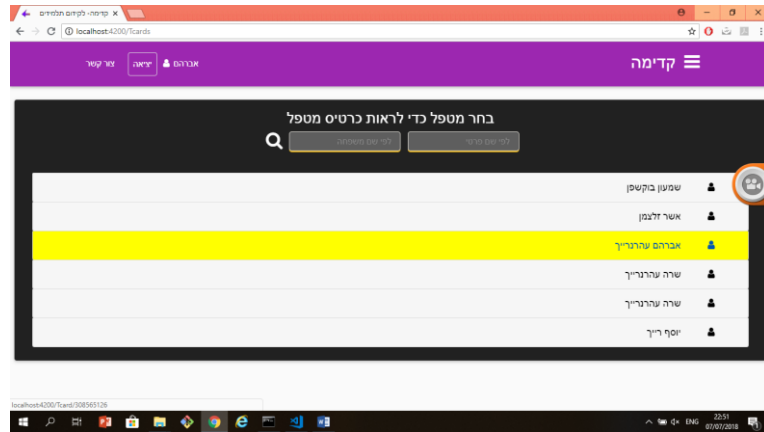 קדימה- לקידום תלמידים
localhost:4200/Tcards
קדימה
אברהם
יציאה
צור קשר
בחר מטפל כדי לראות כרטיס מטפל
לפי שם פרטי
לפי שם משפחה
שמעון בוקשפן
אשר זלצמן
אברהם עהרנרייך
שרה עהרנרייך
שרה עהרנרייך
יוסף רייך
localhost:4200/Tcard/308565126
ENG
22:51
07/07/2018